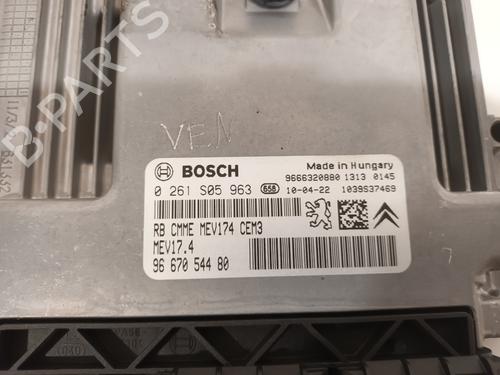 B-PARTS
VEN
BOSCH
Made in Hungary
9666320880 1313 0145
0 261 S05 963 658 10-04-22 1039S37469
RB CMME MEV174 CEM3
MEV17.4
96 670 544 80